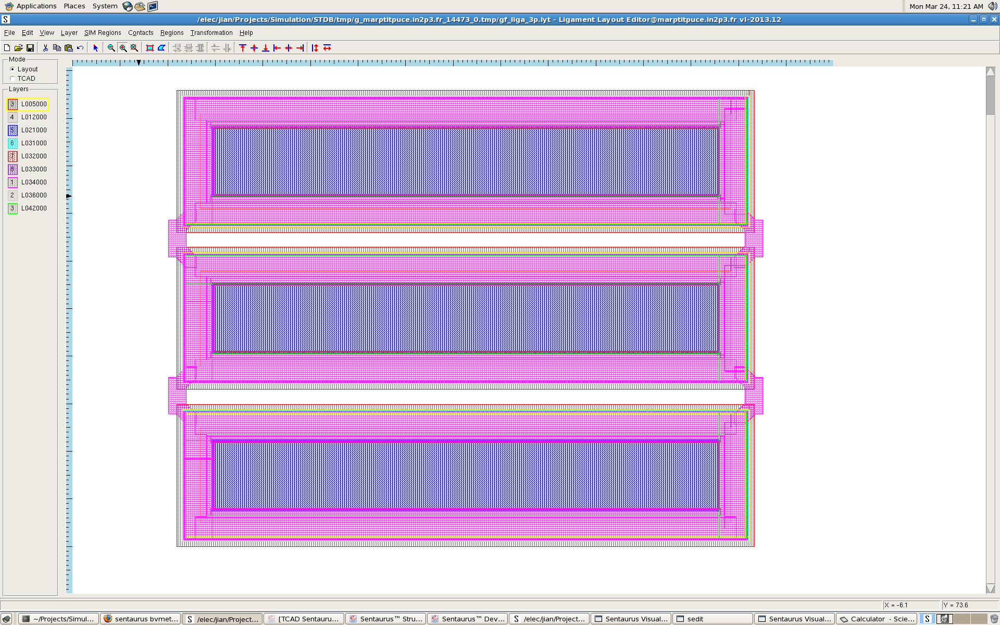 Applications Places System Mon Mar 24, 11:21 AM
S /elec/jian/Projects/Simulation/STDB/tmp/g_marptitpuce.in2p3.fr_14473_0.tmp/gf_liga_3p.lyt - Ligament Layout Editor@marptitpuce.in2p3.fr vI-2013.12
File Edit View Layer SIM Regions Contacts Regions Transformation Help
Mode
Layout
TCAD
Layers
3 L005000
4 L012000
5 L021000
6 L031000
7 L032000
8 L033000
1 L034000
2 L036000
3 L042000
X = -6.1 Y = 73.6
~/Projects/Simul... sentaurus bvmet... S /elec/jian/Project... [TCAD Sentauru... Sentaurus™ Stru... Sentaurus™ Dev... S /elec/jian/Project... Sentaurus Visual... sedit Sentaurus Visual... Calculator - Scie... S